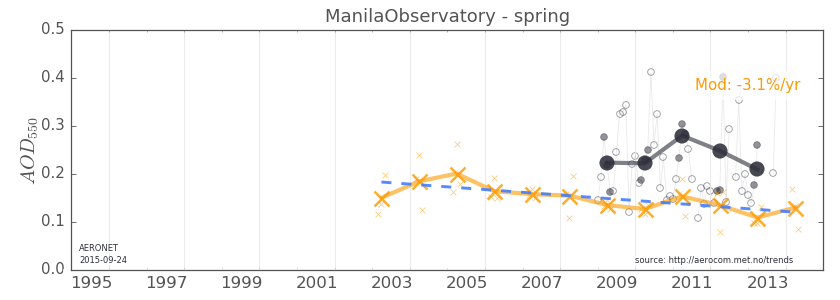 ManilaObservatory - spring
0.5
0.4
0.3
0.2
0.1
0.0
AOD550
Mod: -3.1%/yr
AERONET
2015-09-24
source: http://aerocom.met.no/trends
1995 1997 1999 2001 2003 2005 2007 2009 2011 2013